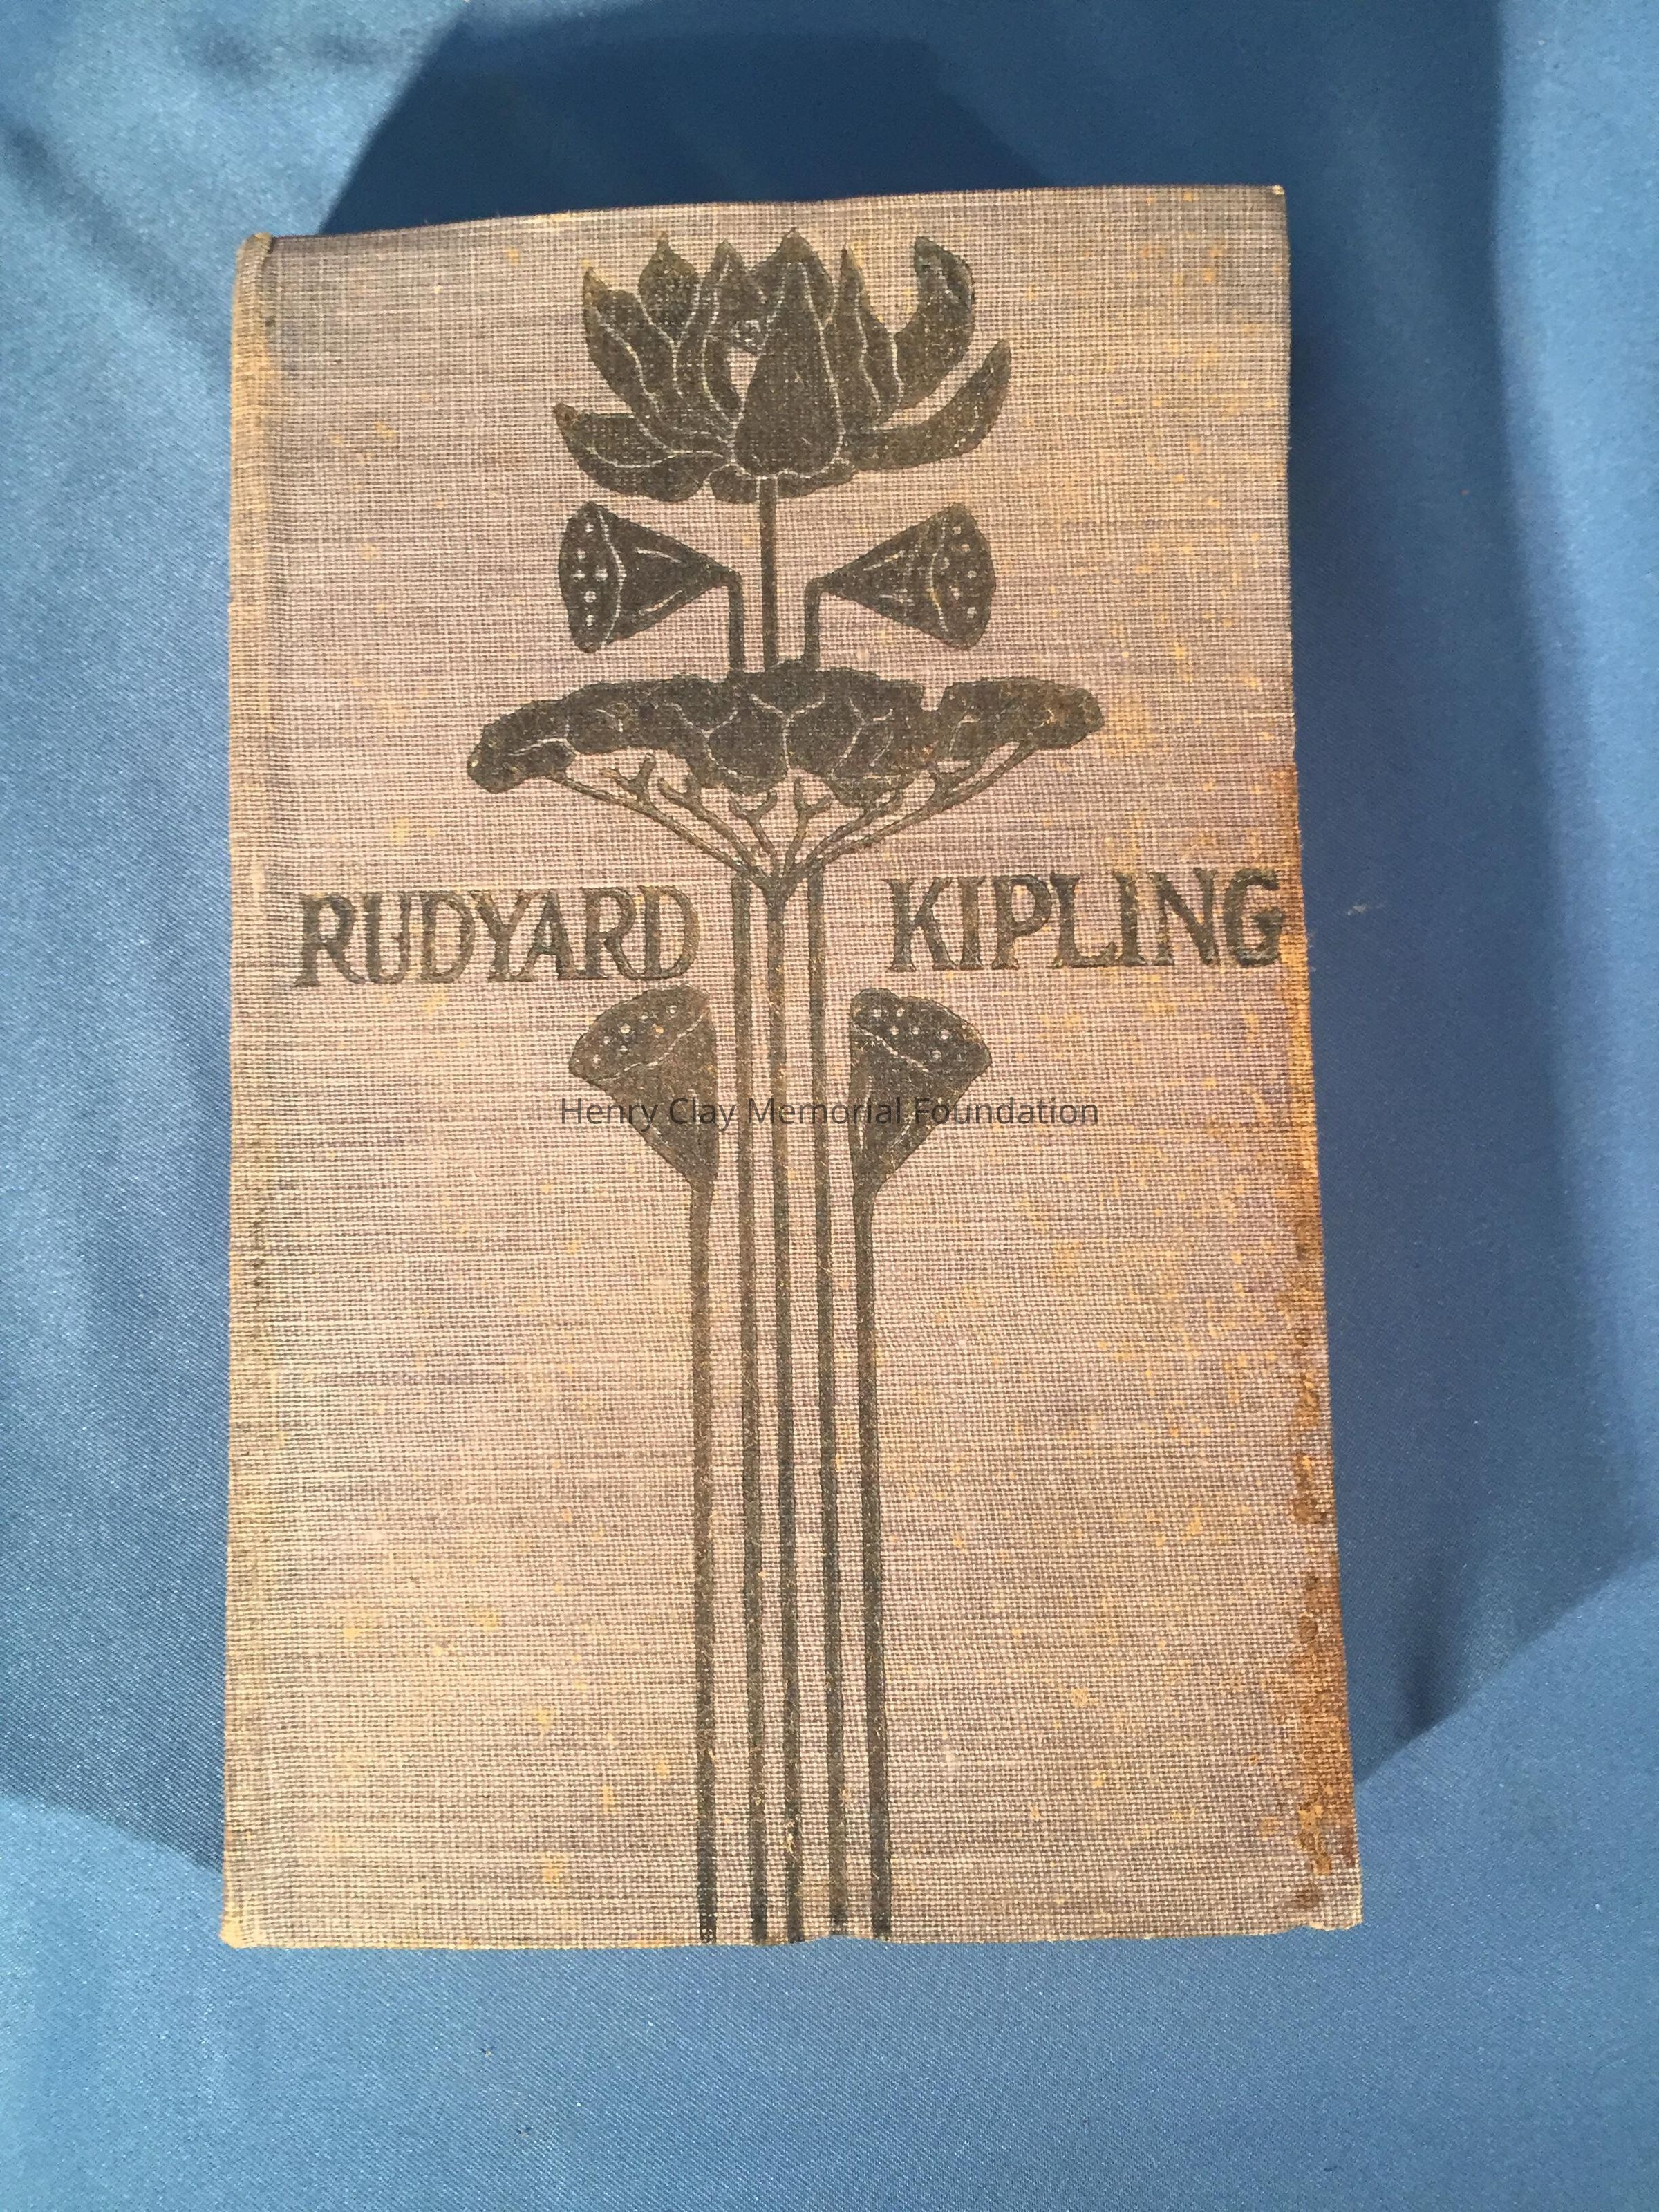 RUDYARD KIPLING
Henry Clay Memorial Foundation